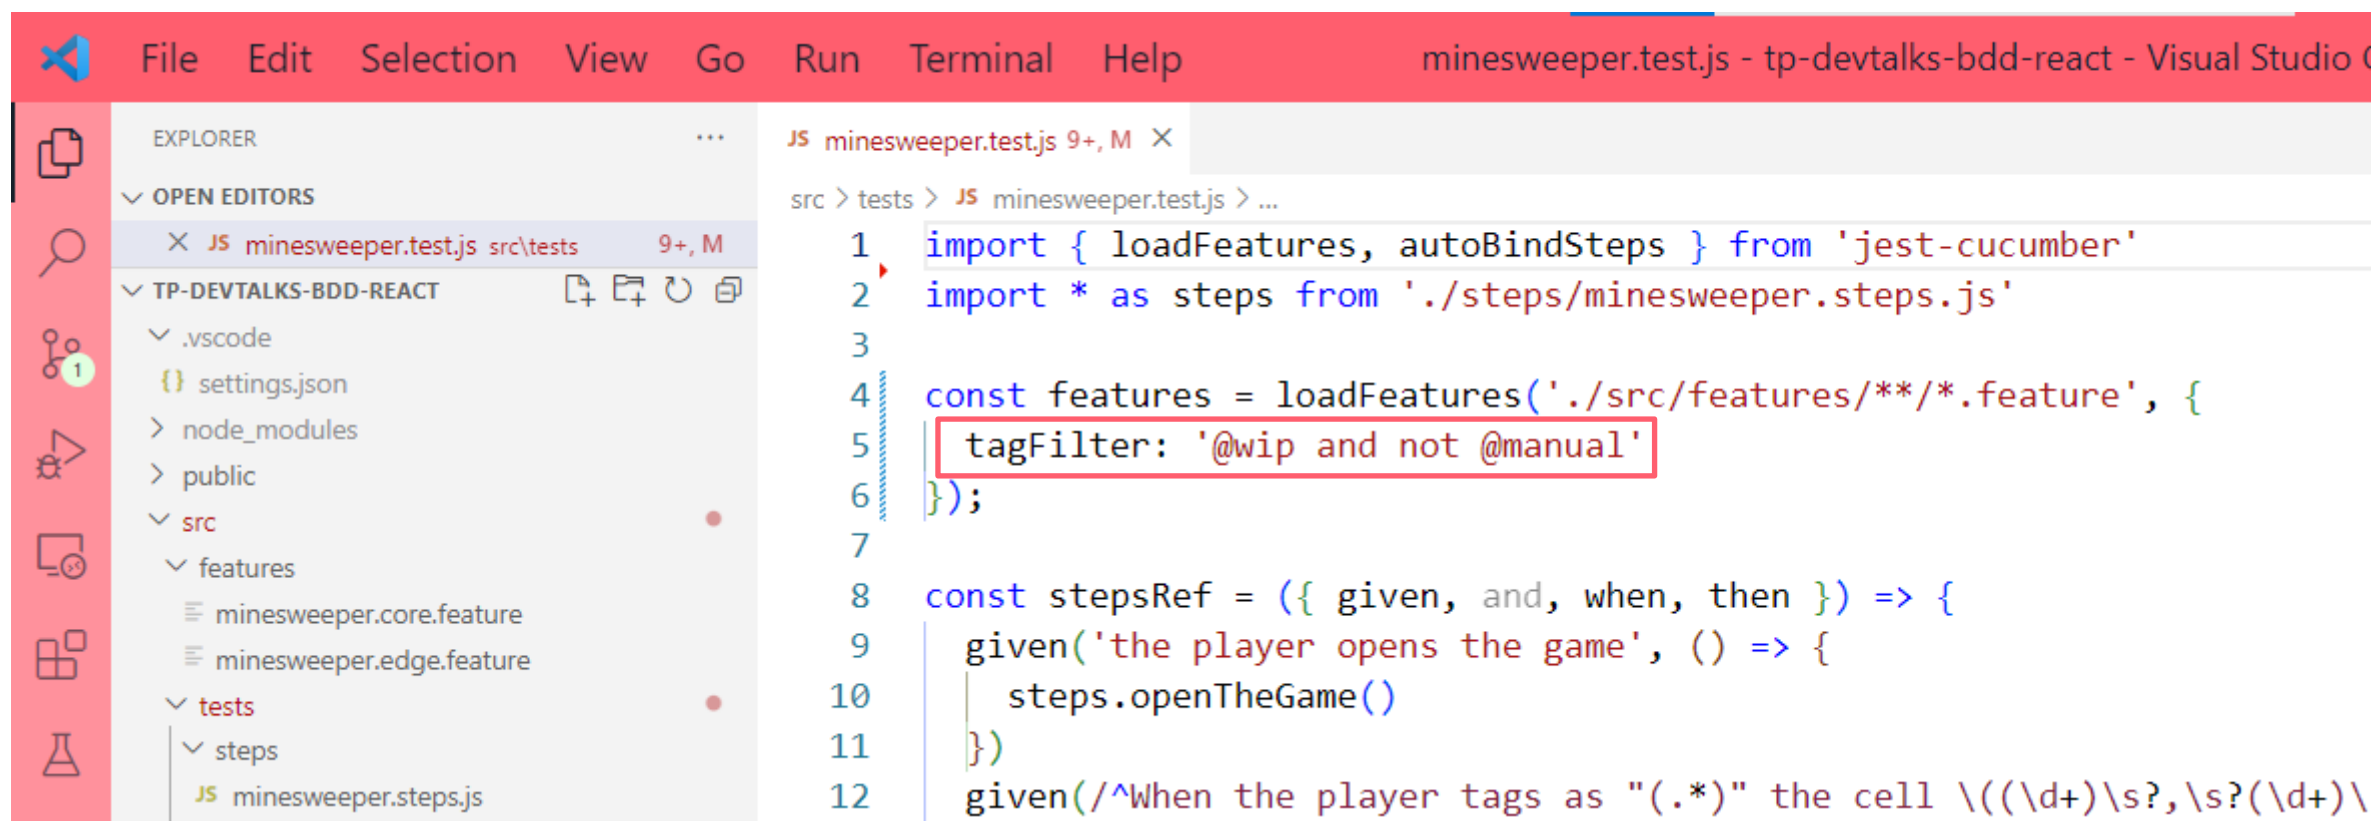 File Edit Selection View Go Run Terminal Help minesweeper.test.js - tp-devtalks-bdd-react - Visual Studio
EXPLORER ...
OPEN EDITORS
JS minesweeper.test.js src\tests 9+, M
TP-DEVTALKS-BDD-REACT
.vscode
{} settings.json
node_modules
public
src
features
minesweeper.core.feature
minesweeper.edge.feature
tests
steps
JS minesweeper.steps.js
1
JS minesweeper.test.js 9+, M
src > tests > JS minesweeper.test.js > ...
1 import { loadFeatures, autoBindSteps } from 'jest-cucumber'
2 import * as steps from './steps/minesweeper.steps.js'
3
4 const features = loadFeatures('./src/features/**/*.feature', {
5 tagFilter: '@wip and not @manual'
6 });
7
8 const stepsRef = ({ given, and, when, then }) => {
9 given('the player opens the game', () => {
10 steps.openTheGame()
11 })
12 given(/^When the player tags as "(.*)" the cell \((\d+)\s?,\s?(\d+)\